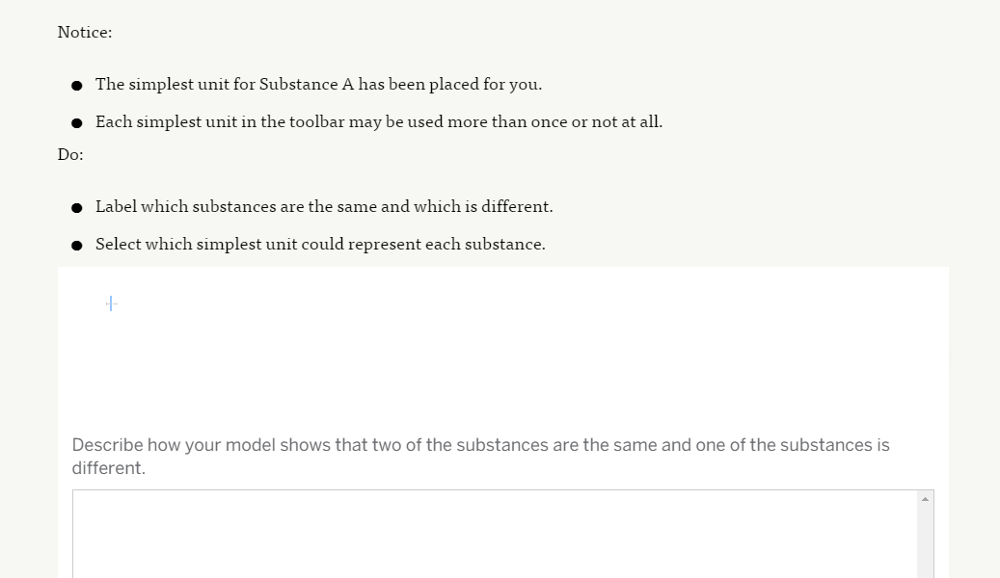 Notice:
● The simplest unit for Substance A has been placed for you.
● Each simplest unit in the toolbar may be used more than once or not at all.
Do:
● Label which substances are the same and which is different.
● Select which simplest unit could represent each substance.
Describe how your model shows that two of the substances are the same and one of the substances is
different.